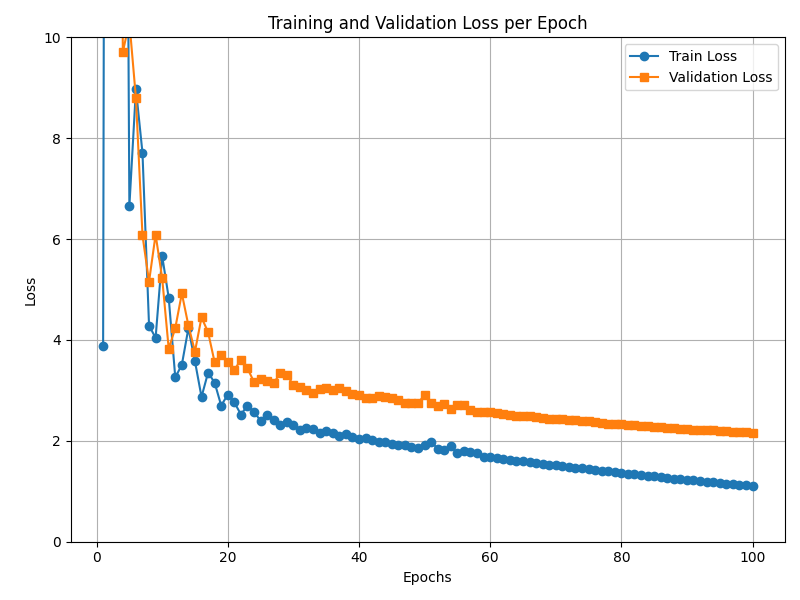 Training and Validation Loss per Epoch
Train Loss
Validation Loss
10
8
6
4
2
0
Loss
0 20 40 60 80 100
Epochs